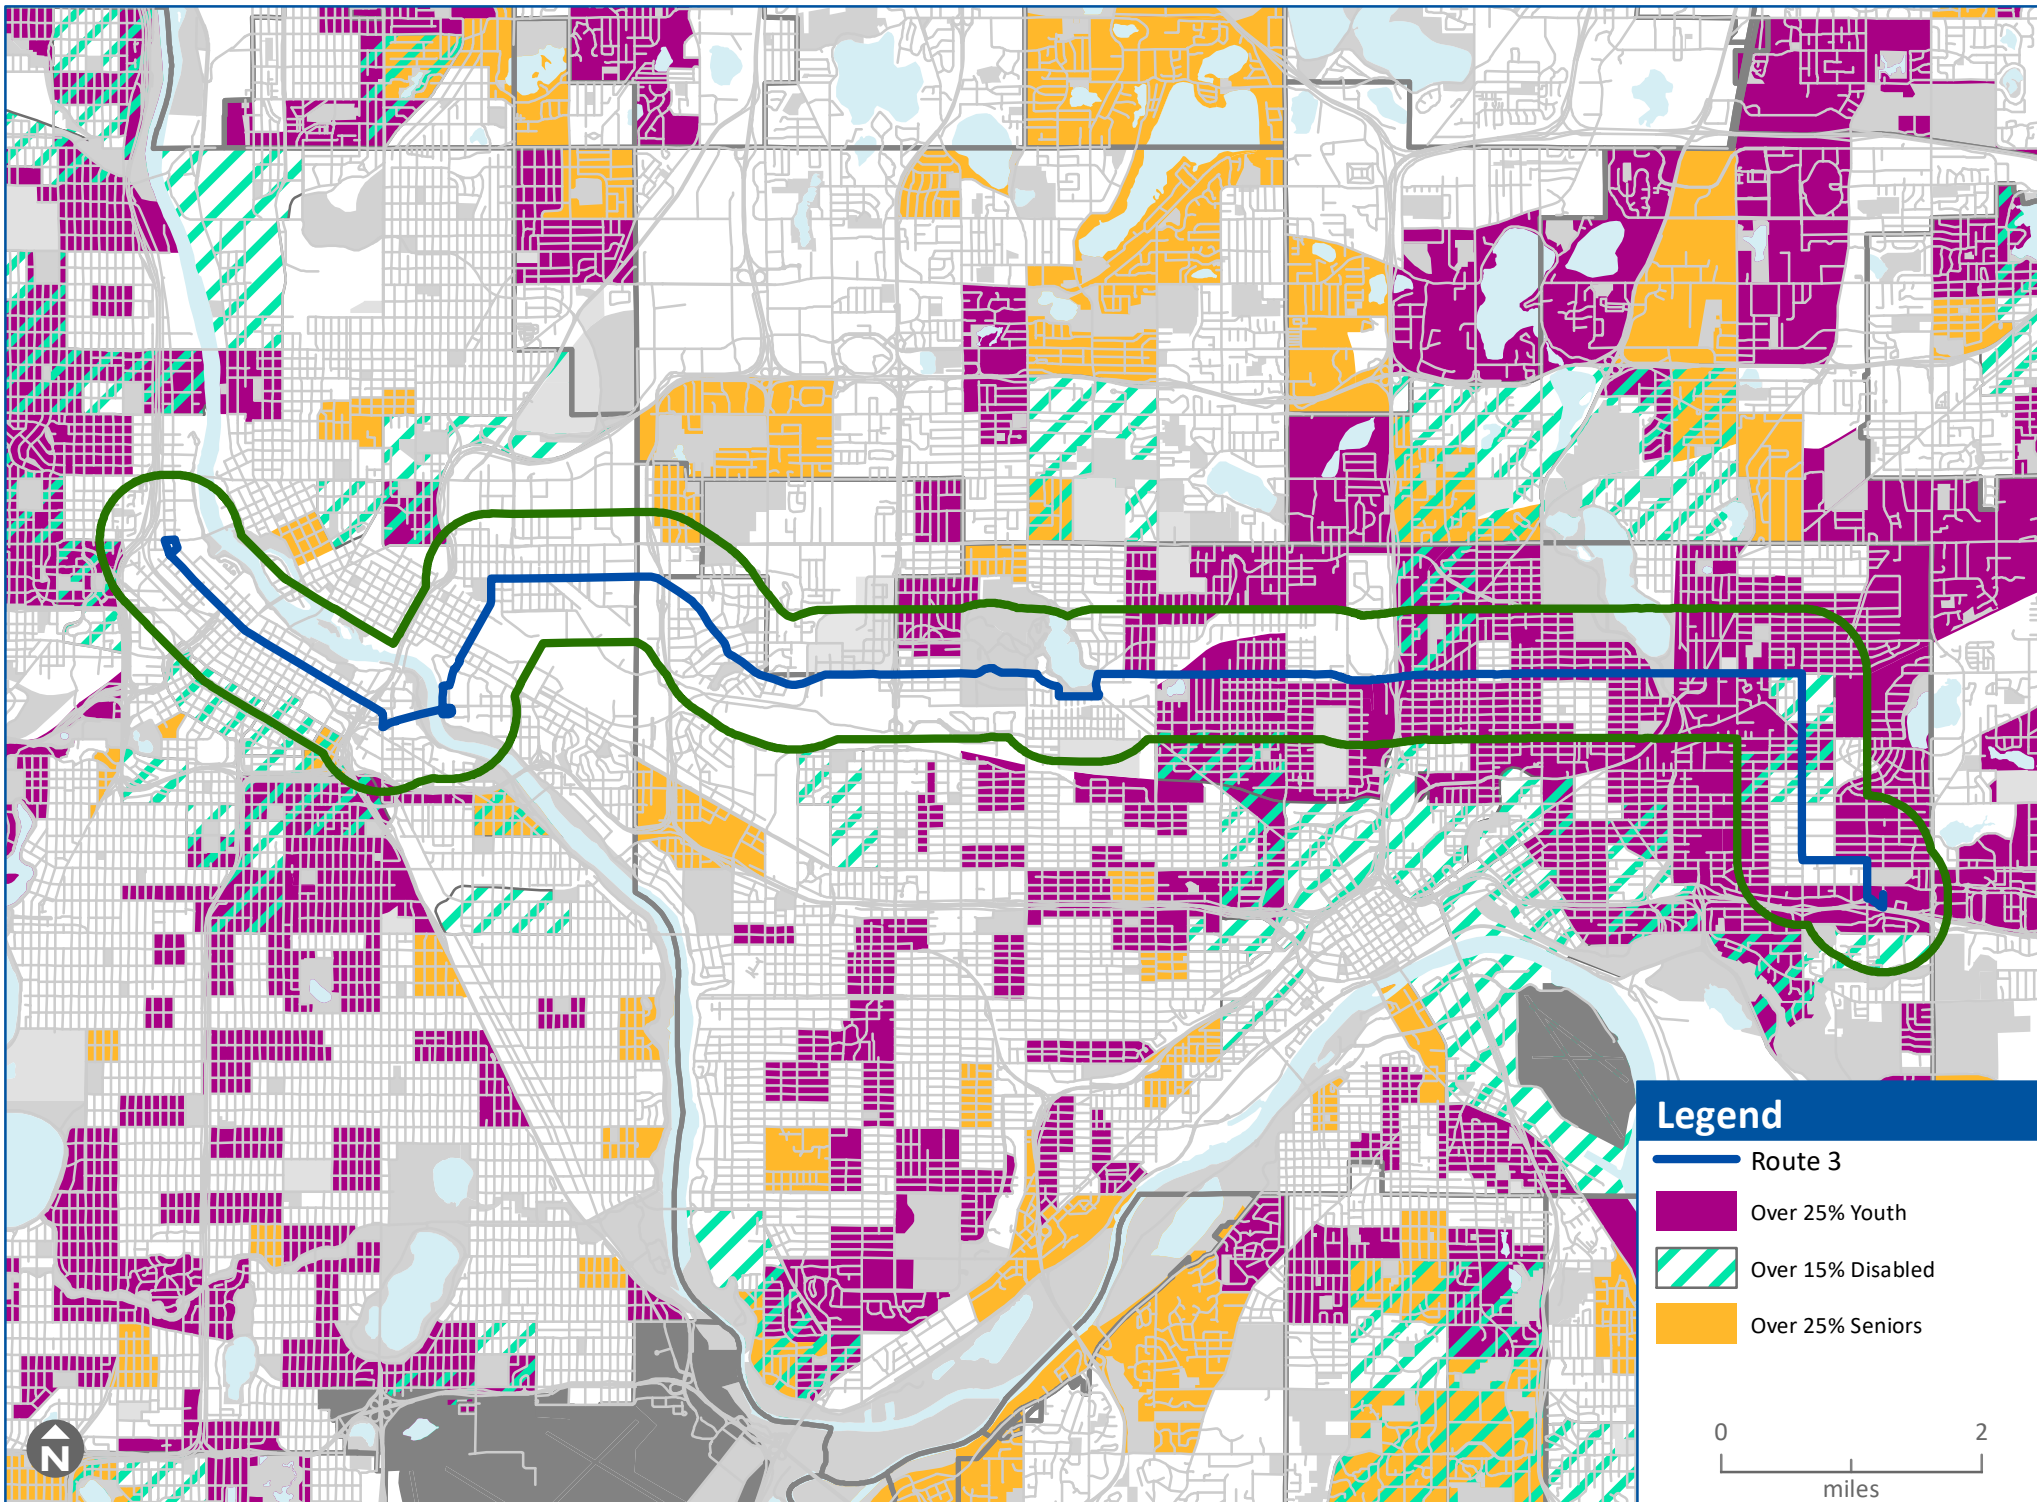 Legend
Route 3
Over 25% Youth
Over 15% Disabled
Over 25% Seniors
0 2
miles
N